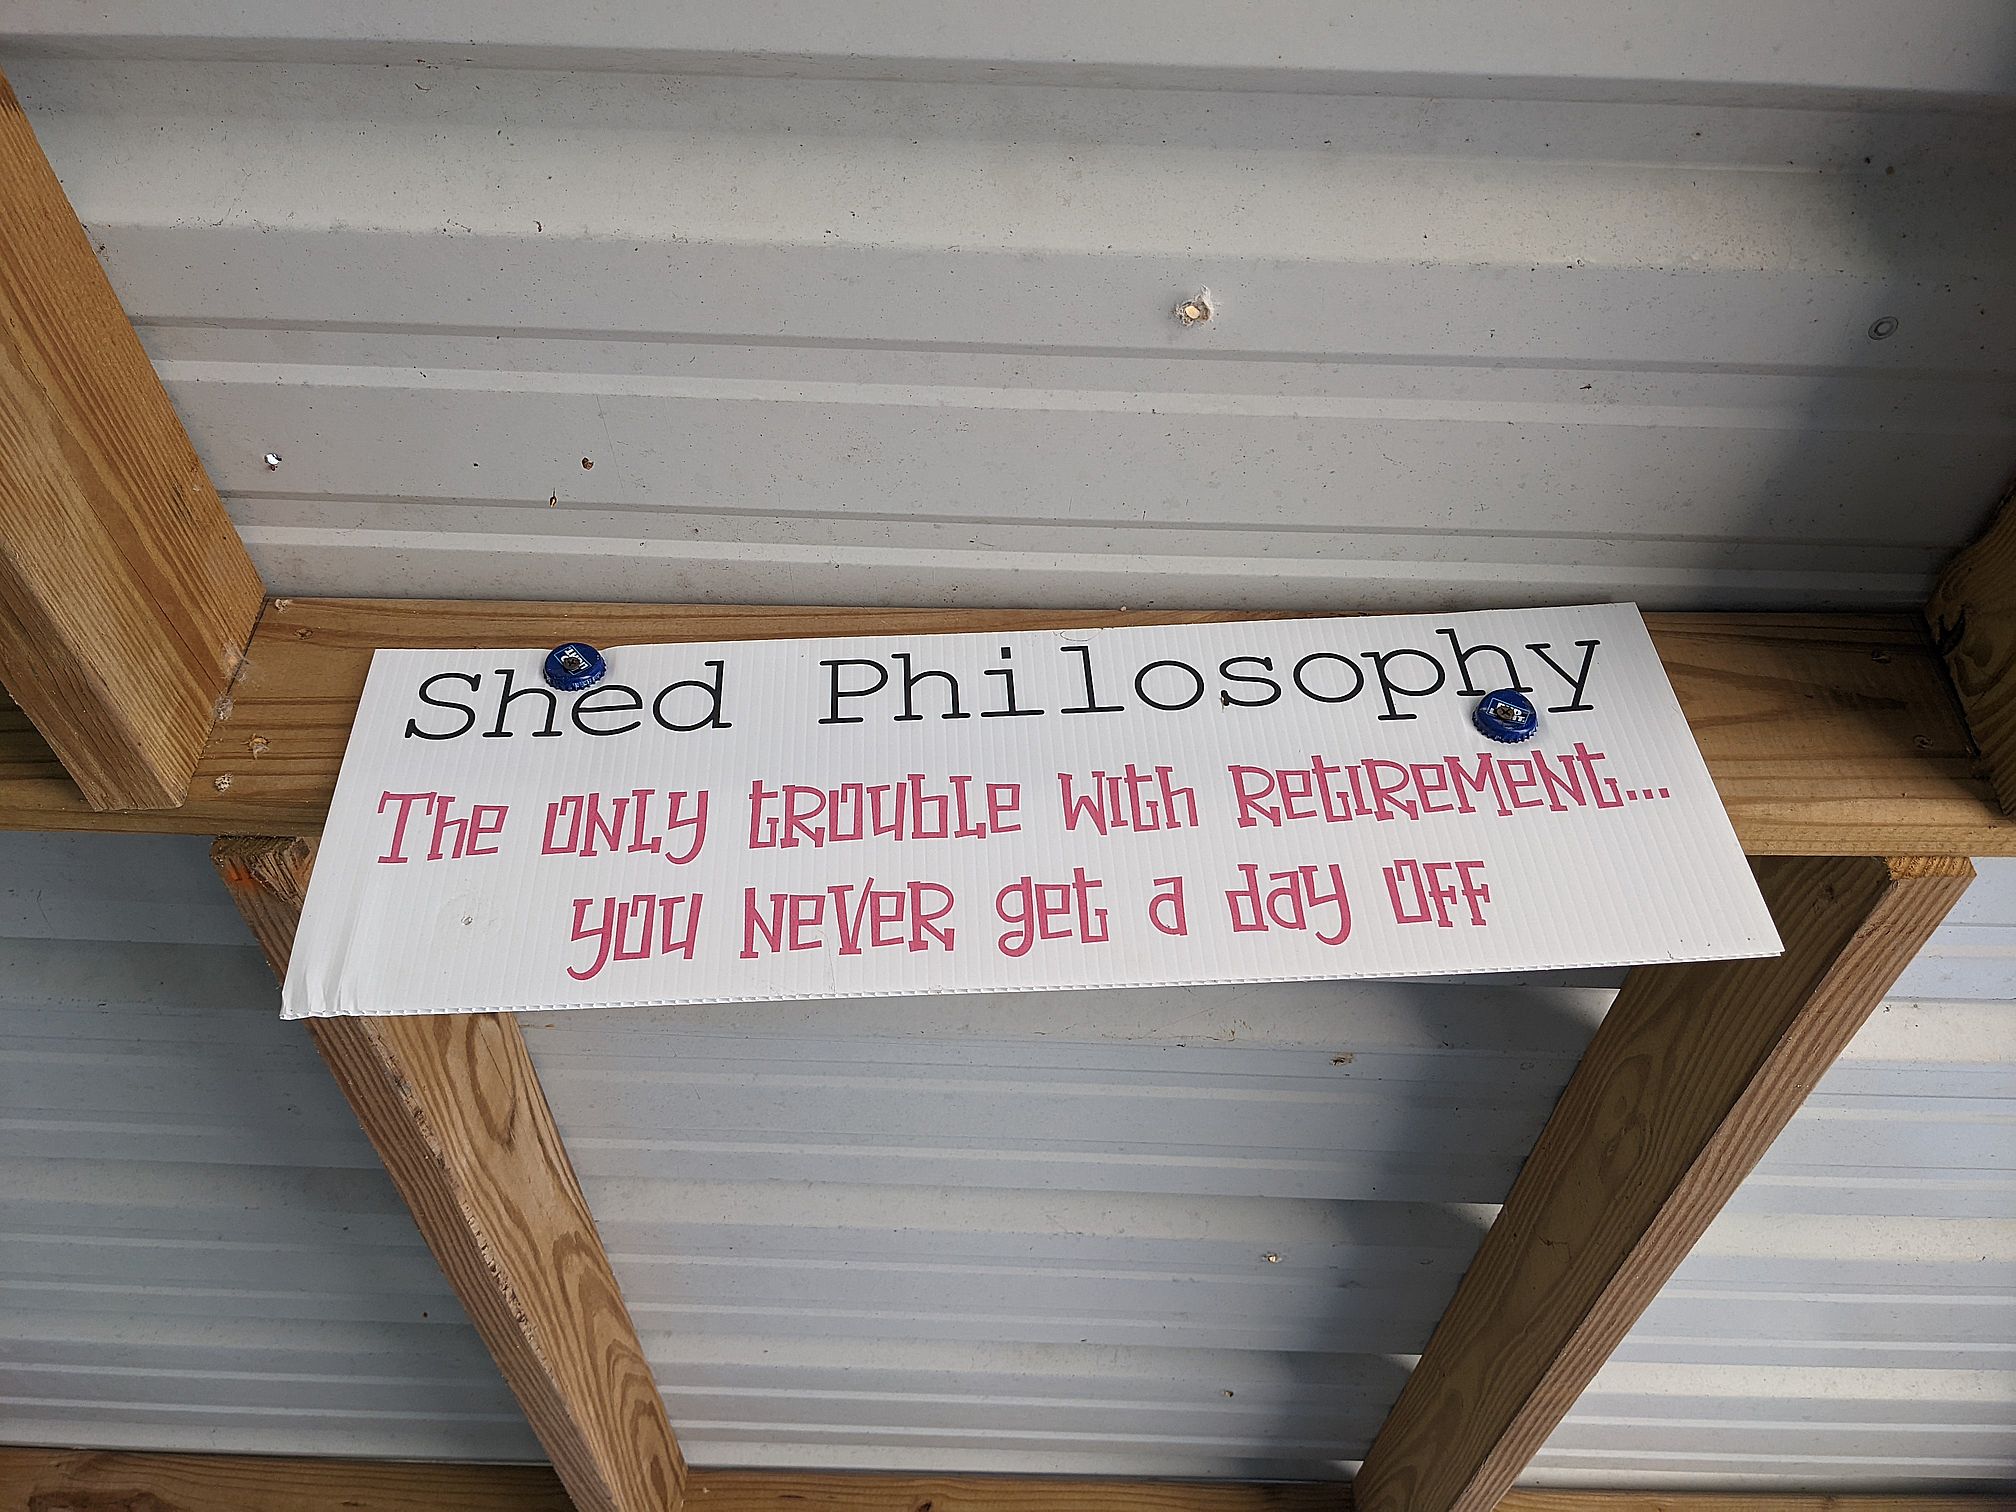 Shed Philosophy
The only trouble with retirement...
you never get a day off